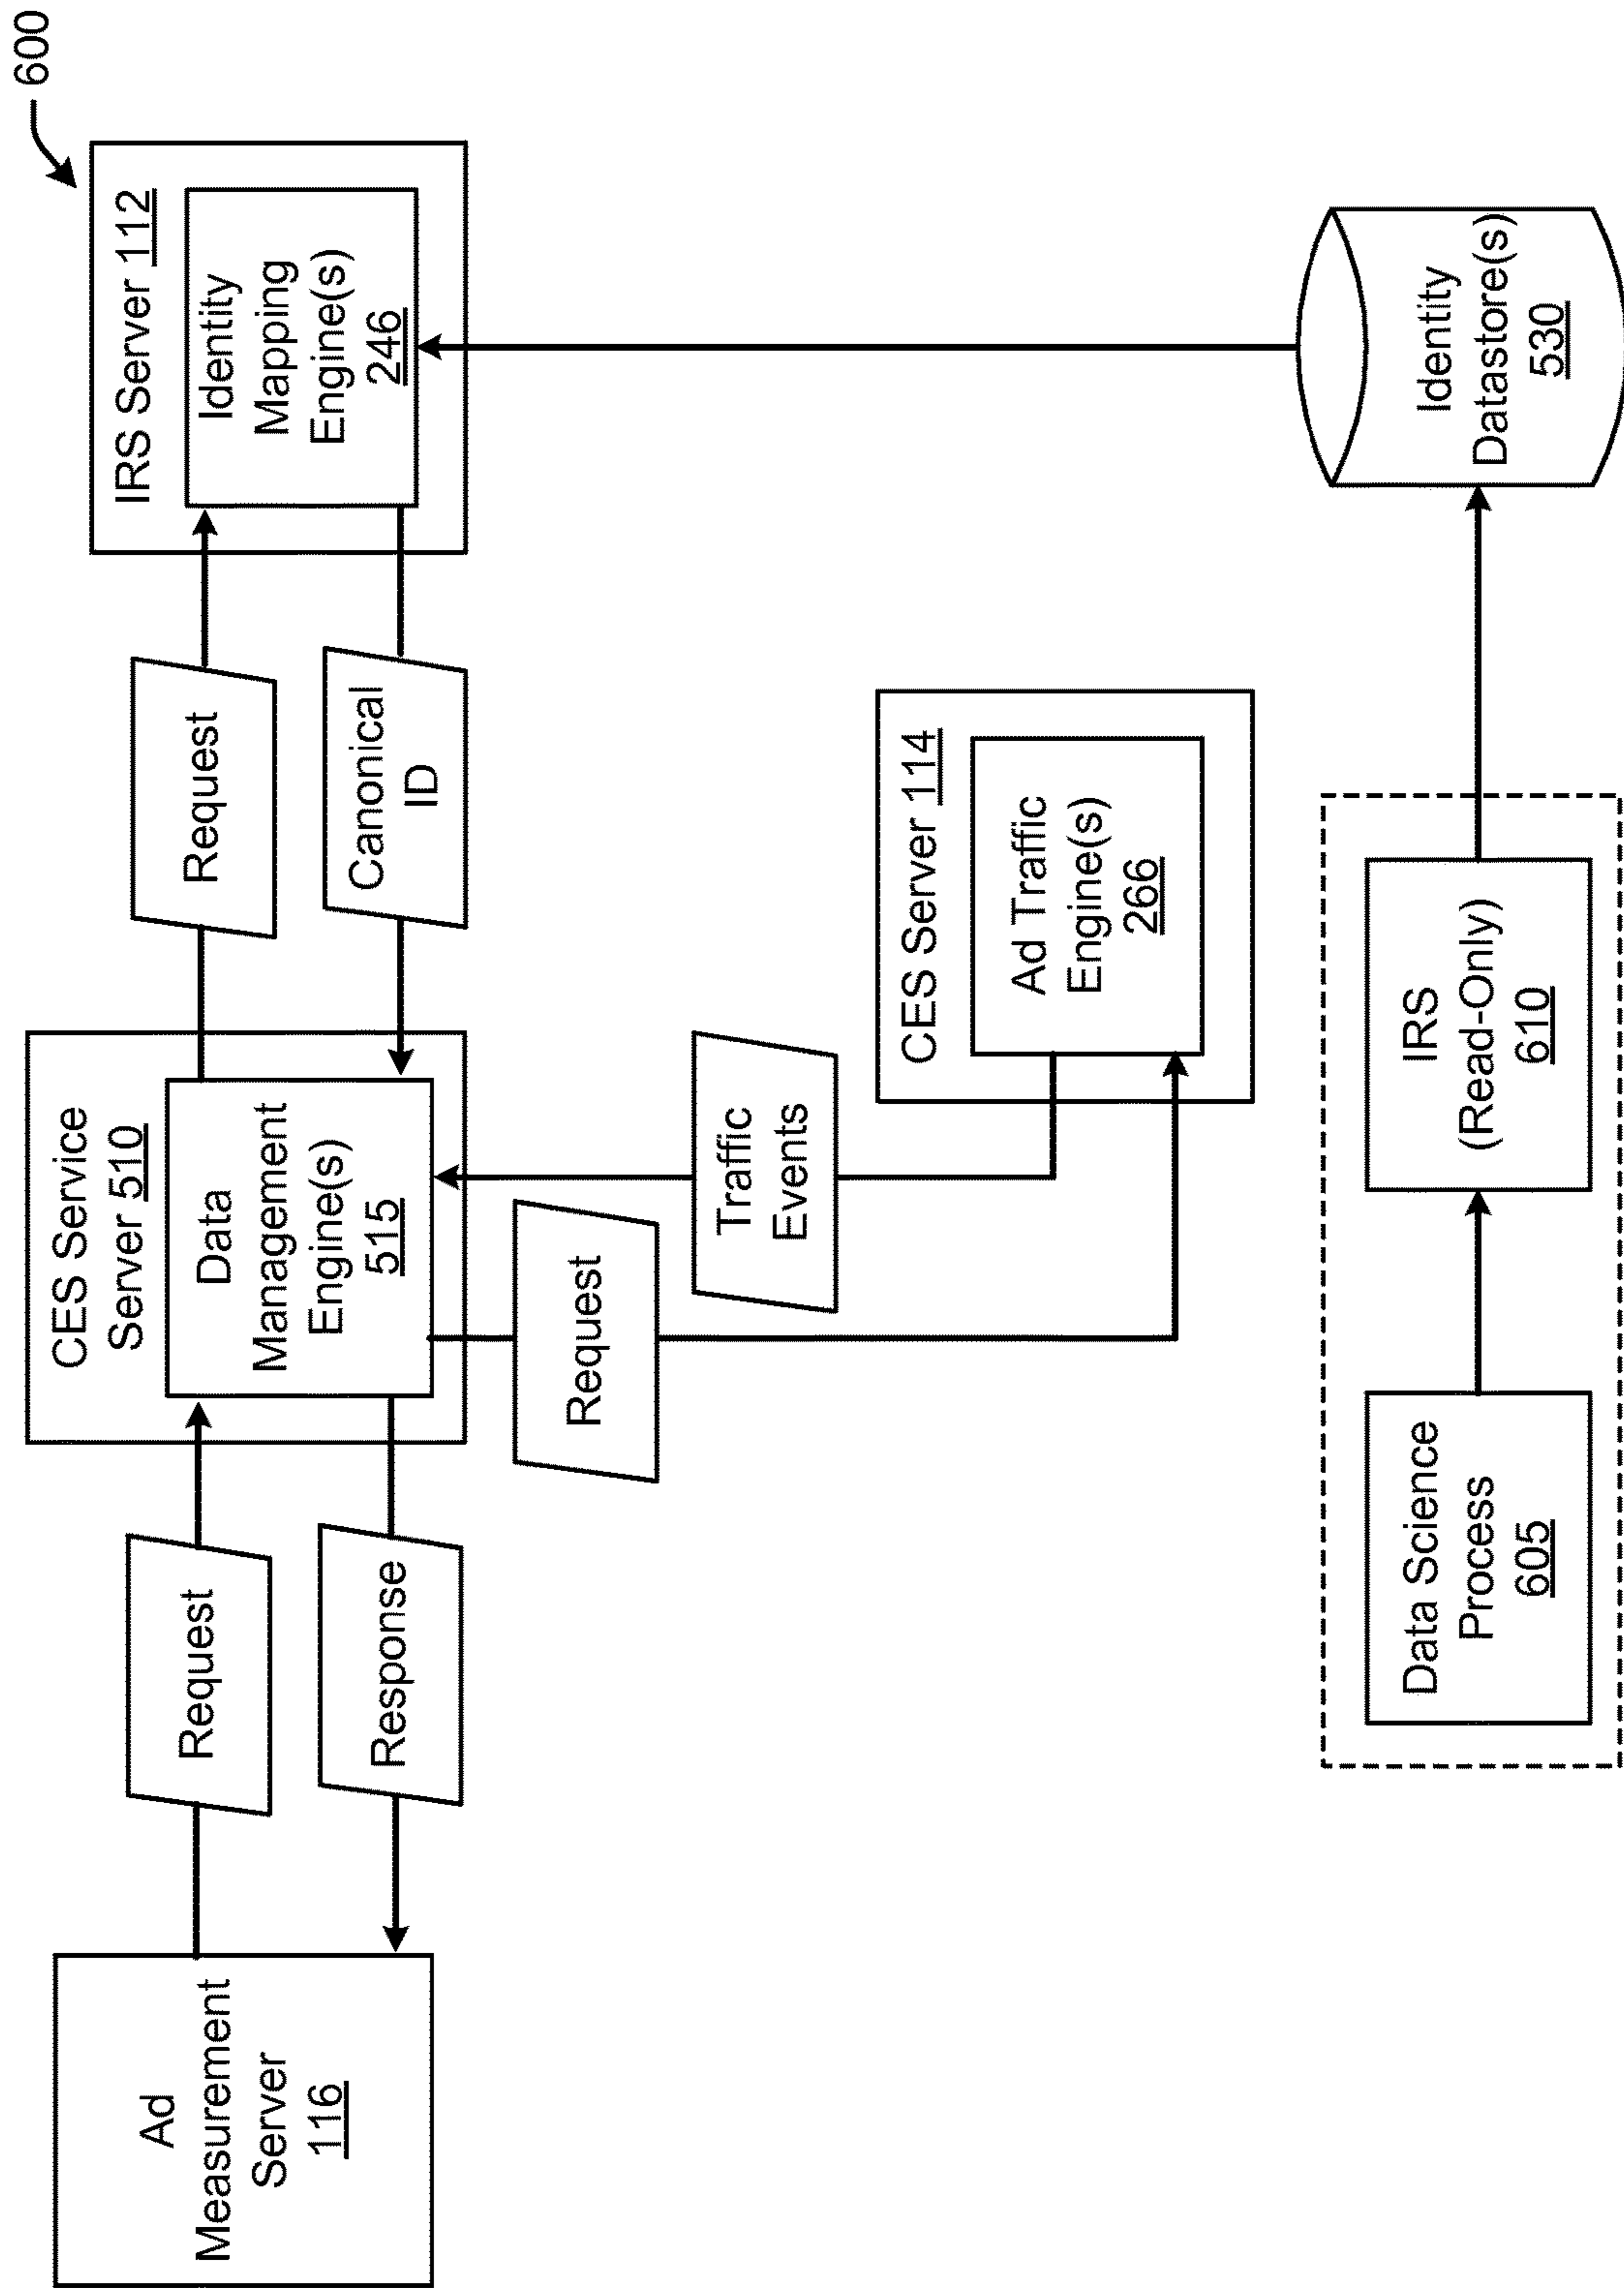 600
Ad
Measurement
Server
116
Request
Response
CES Service
Server 510
Data
Management
Engine(s)
515
Request
Canonical
ID
IRS Server 112
Identity
Mapping
Engine(s)
246
Request
Traffic
Events
CES Server 114
Ad Traffic
Engine(s)
266
Data Science
Process
605
IRS
(Read-Only)
610
Identity
Datastore(s)
530